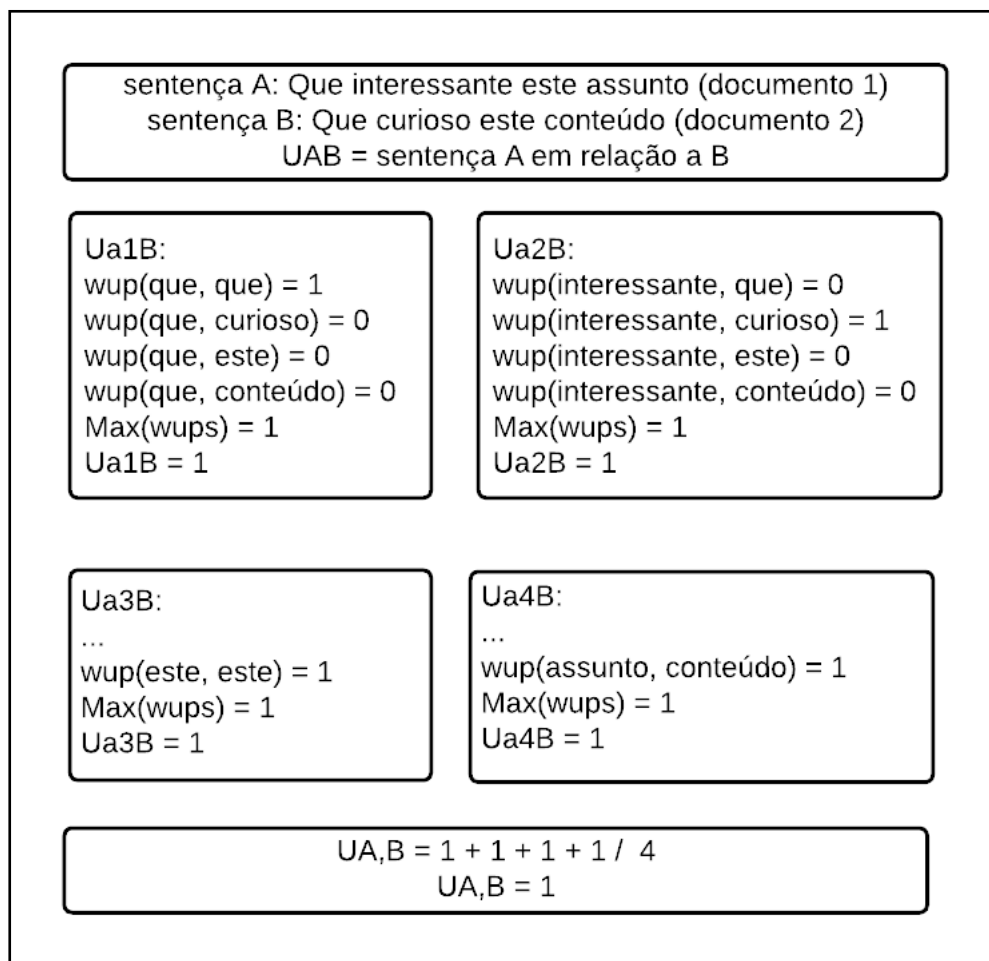 sentença A: Que interessante este assunto (documento 1)
sentença B: Que curioso este conteúdo (documento 2)
UAB = sentença A em relação a B
Ua1B:
wup(que, que) = 1
wup(que, curioso) = 0
wup(que, este) = 0
wup(que, conteúdo) = 0
Max(wups) = 1
Ua1B = 1
Ua2B:
wup(interessante, que) = 0
wup(interessante, curioso) = 1
wup(interessante, este) = 0
wup(interessante, conteúdo) = 0
Max(wups) = 1
Ua2B = 1
Ua3B:
...
wup(este, este) = 1
Max(wups) = 1
Ua3B = 1
Ua4B:
...
wup(assunto, conteúdo) = 1
Max(wups) = 1
Ua4B = 1
UA,B = 1 + 1 + 1 + 1 / 4
UA,B = 1